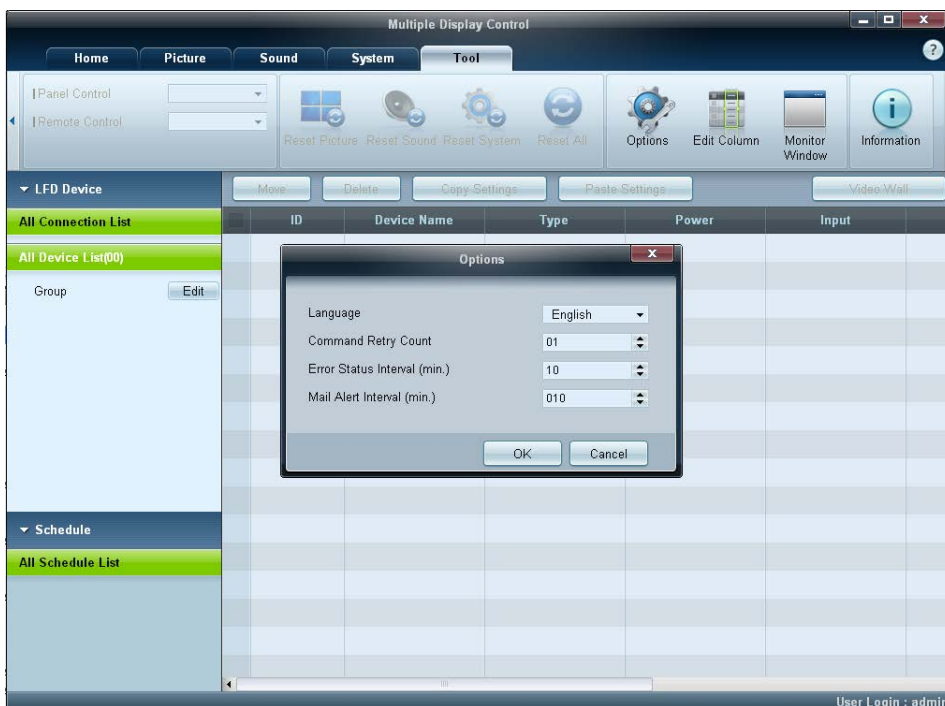 Multiple Display Control
Home Picture Sound System Tool
Panel Control
Remote Control
Reset Picture Reset Sound Reset System Reset All
Options Edit Column Monitor Window Information
LFD Device
Move Delete Copy Settings Paste Settings Video Wall
All Connection List
ID Device Name Type Power Input
All Device List(00)
Group Edit
Options
Language English
Command Retry Count 01
Error Status Interval (min.) 10
Mail Alert Interval (min.) 010
OK Cancel
Schedule
All Schedule List
User Login : admin